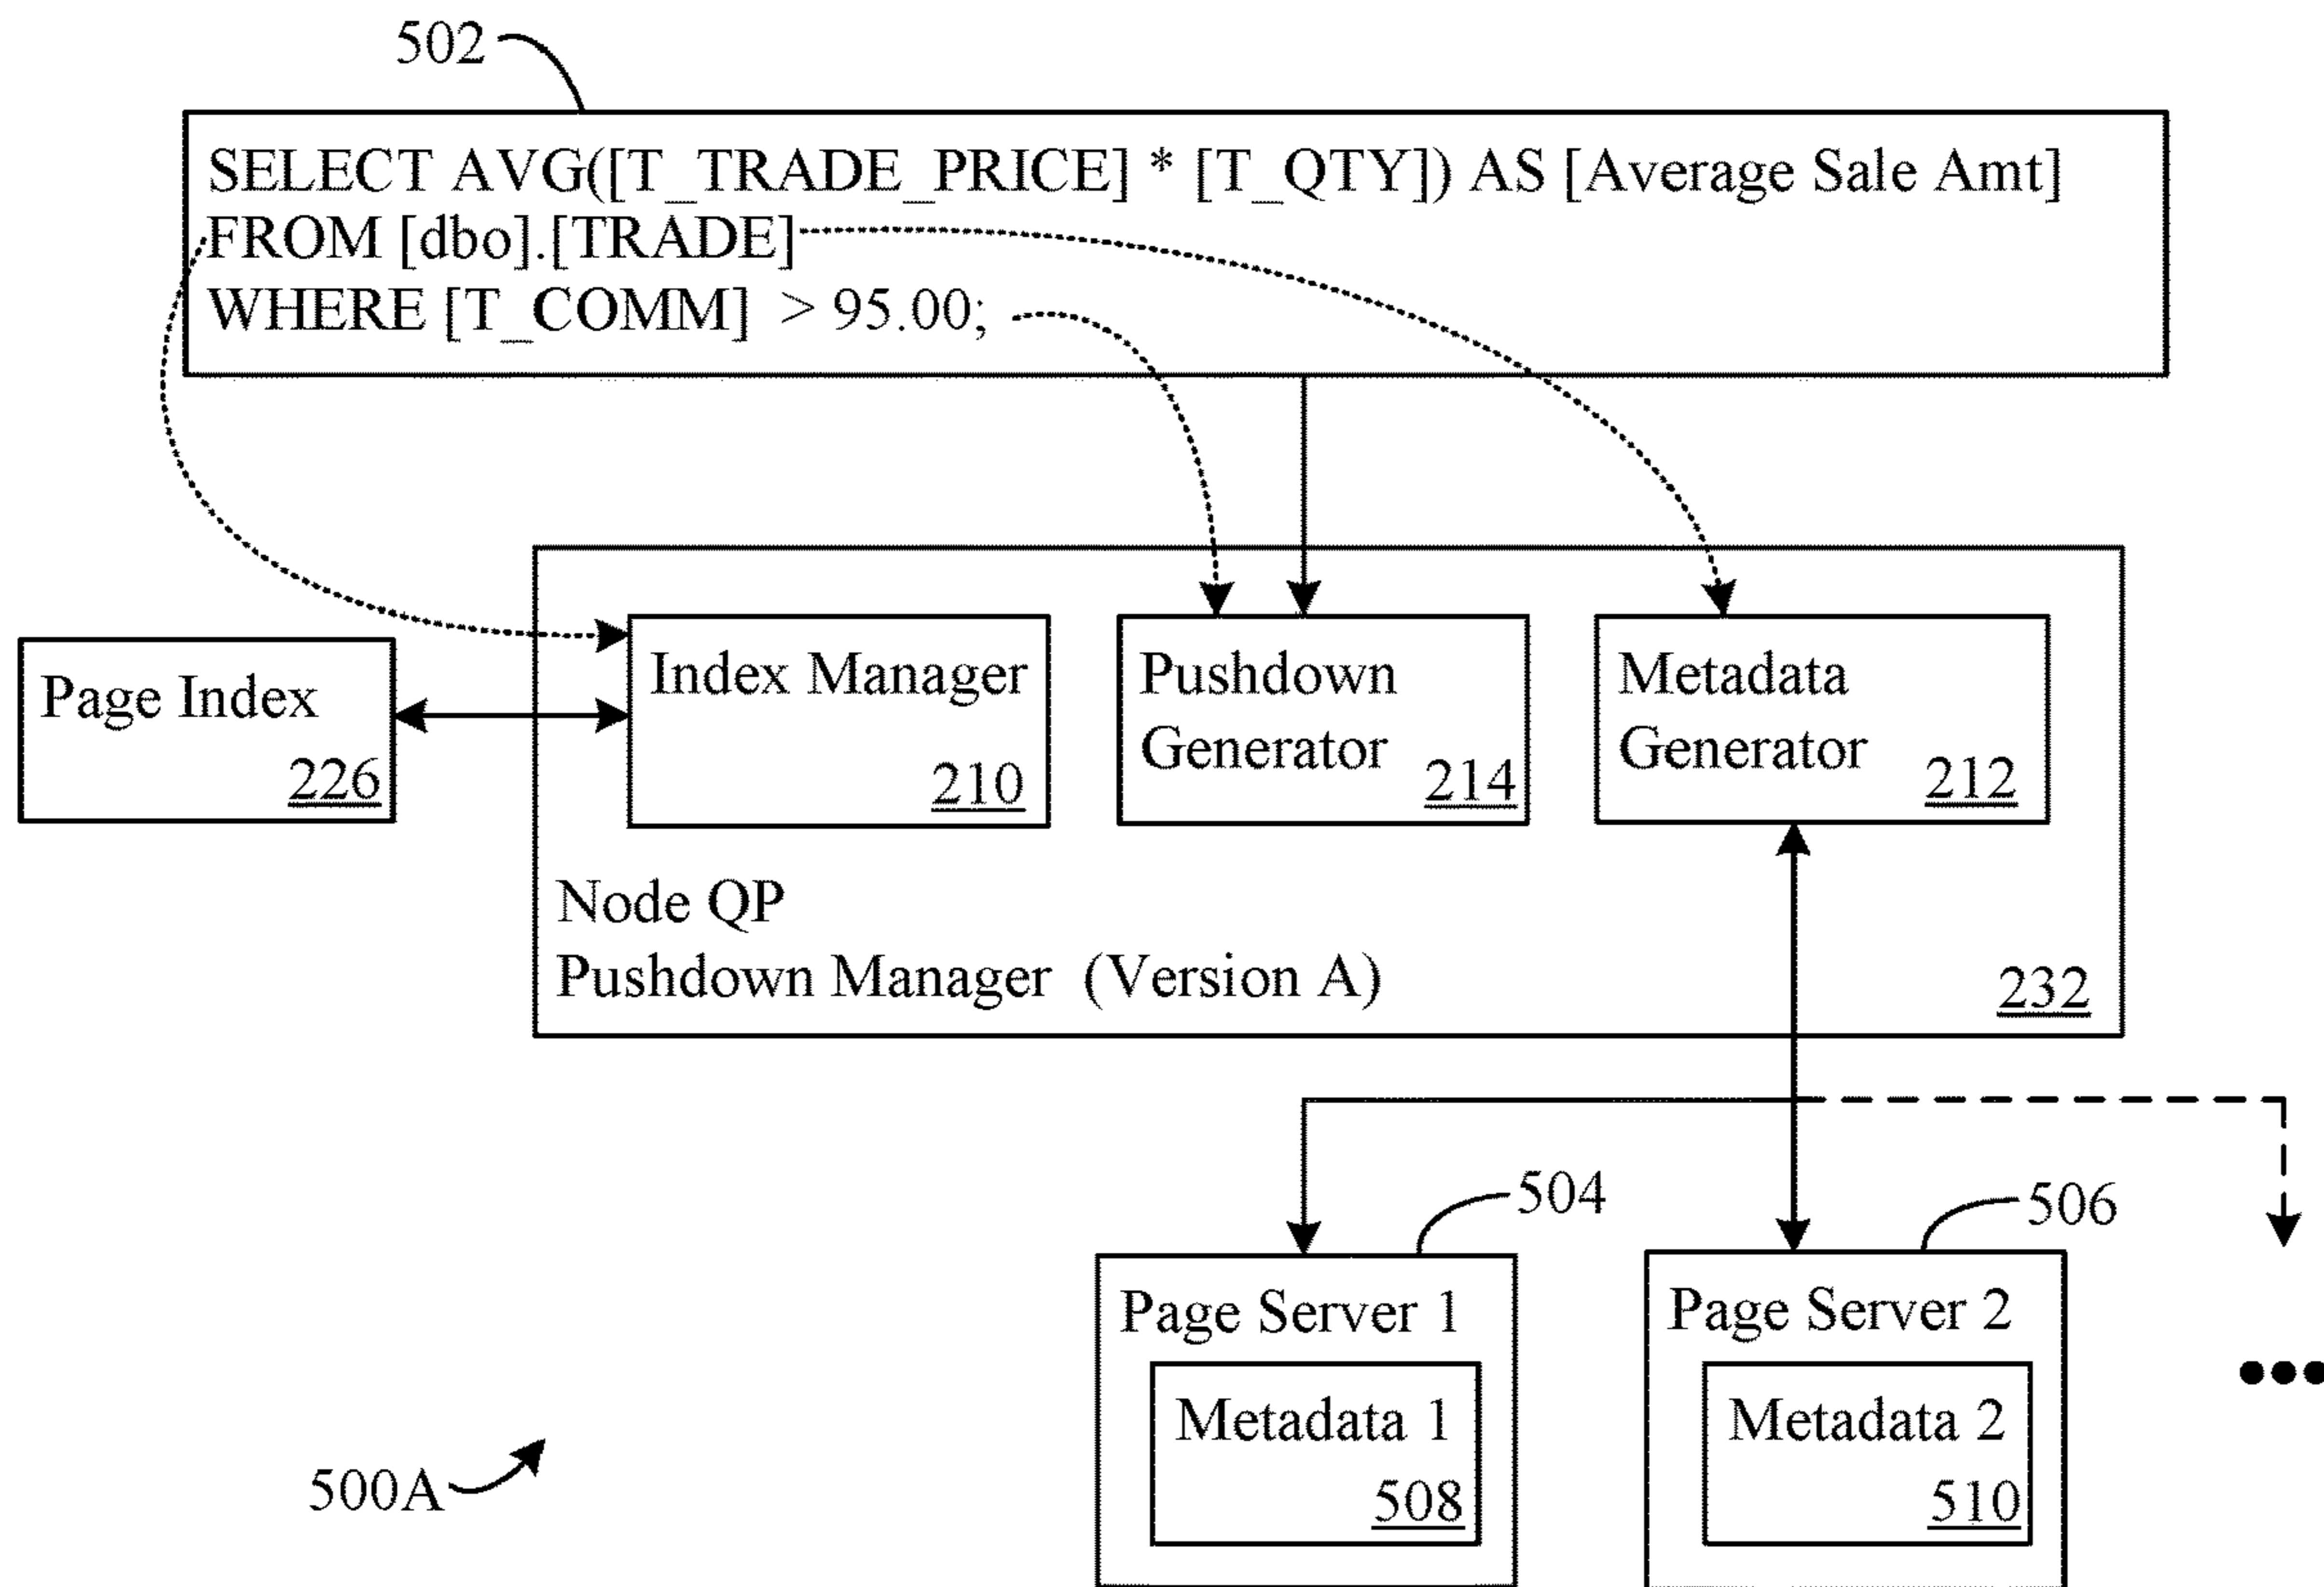 502
SELECT AVG([T_TRADE_PRICE] * [T_QTY]) AS [Average Sale Amt]
FROM [dbo].[TRADE]
WHERE [T_COMM] > 95.00;
Page Index
226
Index Manager
210
Pushdown
Generator
214
Metadata
Generator
212
Node QP
Pushdown Manager (Version A)
232
504
506
Page Server 1
Metadata 1
508
Page Server 2
Metadata 2
510
500A